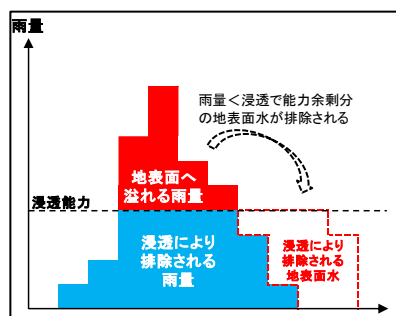 雨量
雨量＜浸透で能力余剰分
の地表面水が排除される
地表面へ
溢れる雨量
浸透能力
浸透により
排除される
雨量
浸透により
排除される
地表面水